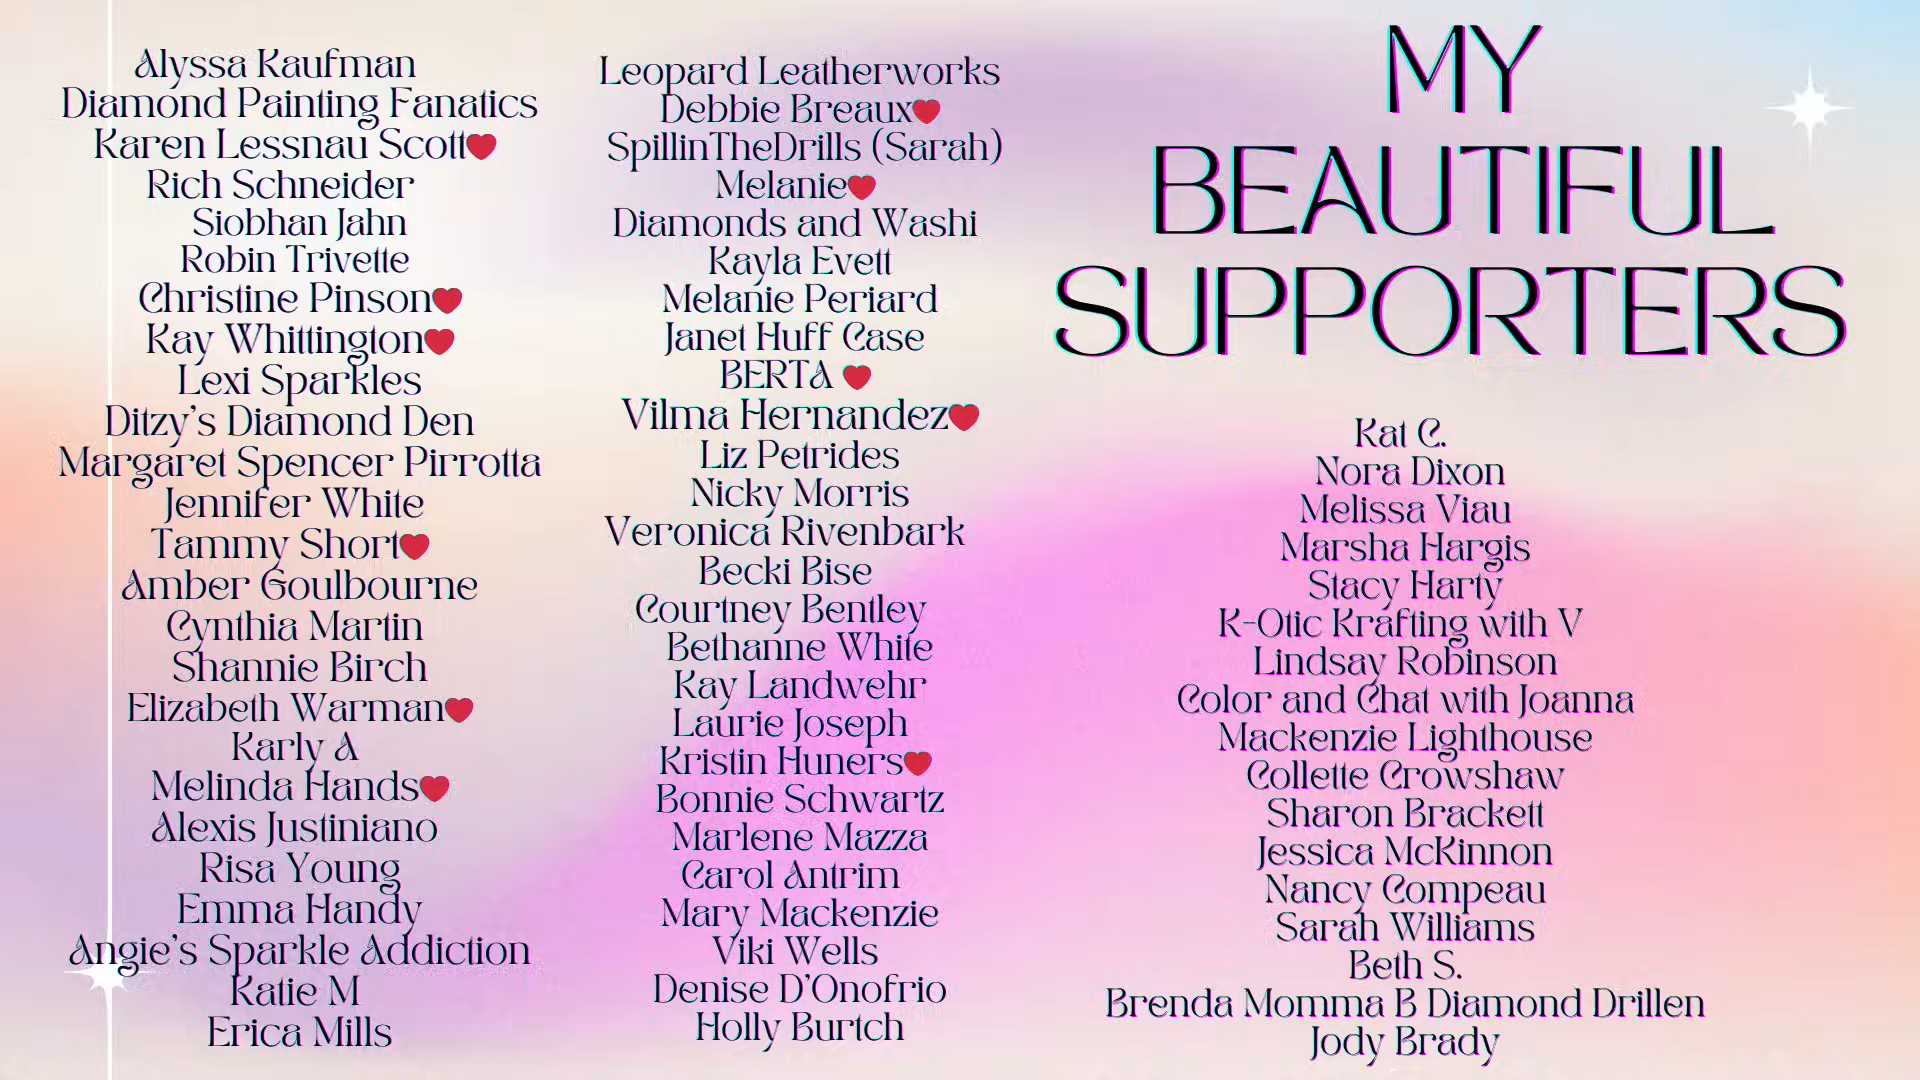 Alyssa Kaufman
Diamond Painting Fanatics
Karen Lessnau Scott❤
Rich Schneider
Siobhan Jahn
Robin Trivette
Christine Pinson❤
Kay Whittington❤
Lexi Sparkles
Ditzy's Diamond Den
Margaret Spencer Pirrotta
Jennifer White
Tammy Short❤
Amber Goulbourne
Cynthia Martin
Shannie Birch
Elizabeth Warman❤
Karly A
Melinda Hands❤
Alexis Justiniano
Risa Young
Emma Handy
Angie's Sparkle Addiction
Katie M
Erica Mills
Leopard Leatherworks
Debbie Breaux❤
SpillinTheDrills (Sarah)
Melanie❤
Diamonds and Washi
Kayla Evett
Melanie Periard
Janet Huff Case
BERTA ❤
Vilma Hernandez❤
Liz Petrides
Nicky Morris
Veronica Rivenbark
Becki Bise
Courtney Bentley
Bethanne White
Kay Landwehr
Laurie Joseph
Kristin Huners❤
Bonnie Schwartz
Marlene Mazza
Carol Antrim
Mary Mackenzie
Viki Wells
Denise D'Onofrio
Holly Burtch
MY
BEAUTIFUL
SUPPORTERS
Kat C.
Nora Dixon
Melissa Viau
Marsha Hargis
Stacy Harty
K-Otic Krafting with V
Lindsay Robinson
Color and Chat with Joanna
Mackenzie Lighthouse
Collette Crowshaw
Sharon Brackett
Jessica McKinnon
Nancy Compeau
Sarah Williams
Beth S.
Brenda Momma B Diamond Drillen
Jody Brady